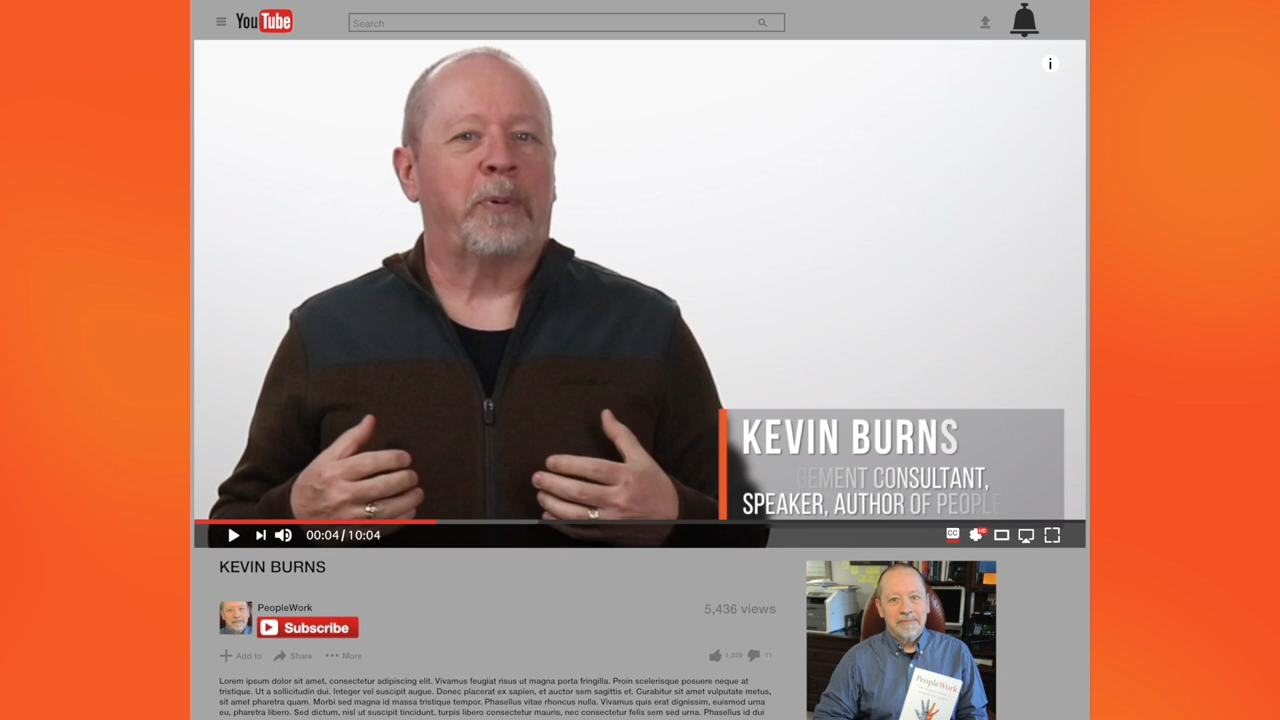 YouTube
Search
i
KEVIN BURNS
GEMENT CONSULTANT,
SPEAKER, AUTHOR OF PEOPLE
00:04 / 10:04
CC
HD
KEVIN BURNS
PeopleWork
Subscribe
5,436 views
Add to
Share
More
1,329
11
Lorem ipsum dolor sit amet, consectetur adipiscing elit. Vivamus feugiat risus ut magna porta fringilla. Proin scelerisque posuere neque at
tristique. Ut a sollicitudin dui. Integer vel suscipit augue. Donec placerat ex sapien, et auctor sem sagittis et. Curabitur sit amet vulputate metus,
sit amet pharetra quam. Morbi sed magna id massa tristique tempor. Phasellus vitae rhoncus nulla. Vivamus quis erat dignissim, euismod urna
eu, pharetra libero. Sed dictum, nisl ut suscipit tincidunt, turpis libero consectetur mauris, nec consectetur felis sem sed urna. Phasellus id dui
PeopleWork